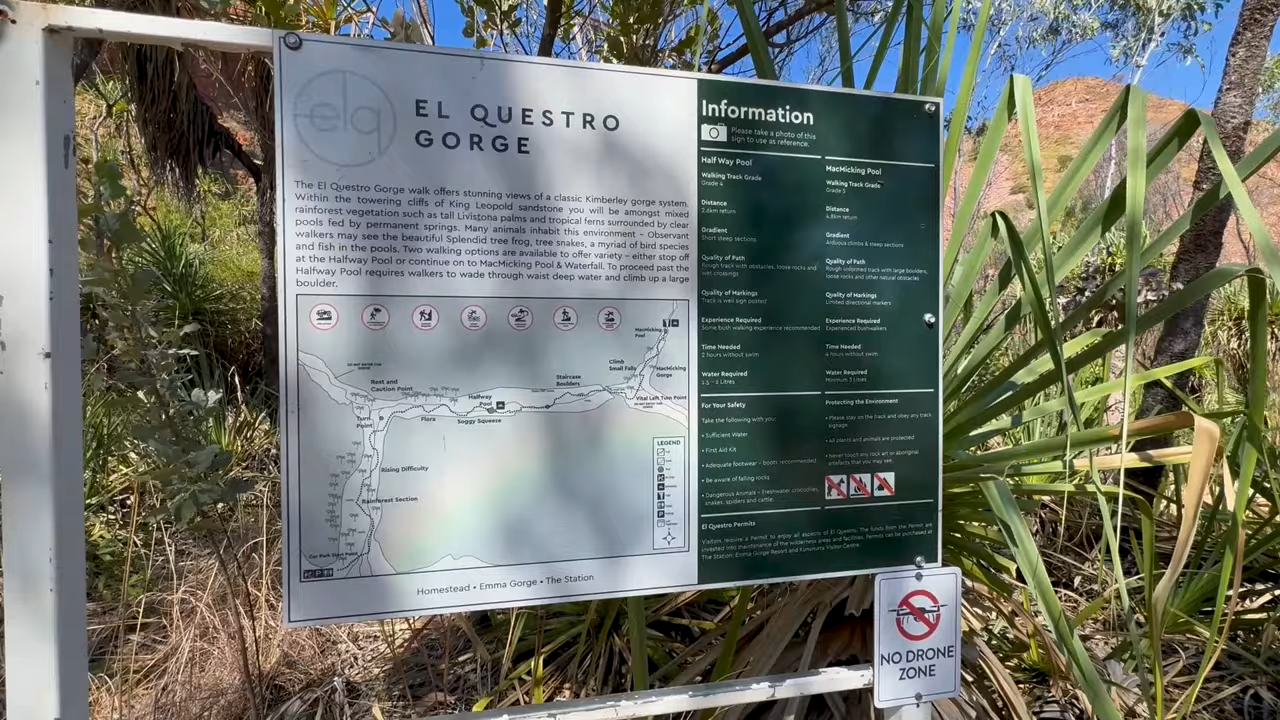 elq
EL QUESTRO
GORGE
The El Questro Gorge walk offers stunning views of a classic Kimberley gorge system.
Within the towering cliffs of King Leopold sandstone you will be amongst mixed
rainforest vegetation such as tall Livistona palms and tropical ferns surrounded by clear
pools fed by permanent springs. Many animals inhabit this environment – Observant
walkers may see the beautiful Splendid tree frog, tree snakes, a myriad of bird species
and fish in the pools. Two walking options are available to offer variety – either stop off
at the Halfway Pool or continue on to MacMicking Pool & Waterfall. To proceed past the
Halfway Pool requires walkers to wade through waist deep water and climb up a large
boulder.
MacMicking
Pool
Climb
Small Falls
MacMicking
Gorge
Staircase
Boulders
Rest and
Caution Point
Halfway
Pool
Vital Left Turn Point
Point
Flora
Soggy Squeeze
LEGEND
Rising Difficulty
Rainforest Section
Car Park Start Point
Homestead • Emma Gorge • The Station
Information
Please take a photo of this
sign to use as reference.
Half Way Pool
Walking Track Grade
Grade 4
Distance
2.6km return
Gradient
Short steep sections
Quality of Path
Rough track with obstacles, loose rocks and
wet crossings
Quality of Markings
Track is well sign posted
Experience Required
Some bush walking experience recommended
Time Needed
2 hours without swim
Water Required
1.5 – 2 Litres
For Your Safety
Take the following with you:
• Sufficient Water
• First Aid Kit
• Adequate footwear – boots recommended
• Be aware of falling rocks
• Dangerous Animals – Freshwater crocodiles,
snakes, spiders and cattle.
MacMicking Pool
Walking Track Grade
Grade 5
Distance
4.8km return
Gradient
Arduous climbs & steep sections
Quality of Path
Rough unformed track with large boulders,
loose rocks and other natural obstacles
Quality of Markings
Limited directional markers
Experience Required
Experienced bushwalkers
Time Needed
4 hours without swim
Water Required
Minimum 3 Litres
Protecting the Environment
• Please stay on the track and obey any track
signage
• All plants and animals are protected
• Never touch any rock art or aboriginal
artefacts that you may see.
El Questro Permits
Visitors require a Permit to enjoy all aspects of El Questro. The funds from the Permit are
invested into maintenance of the wilderness areas and facilities. Permits can be purchased at
The Station, Emma Gorge Resort and Kununurra Visitor Centre.
NO DRONE
ZONE